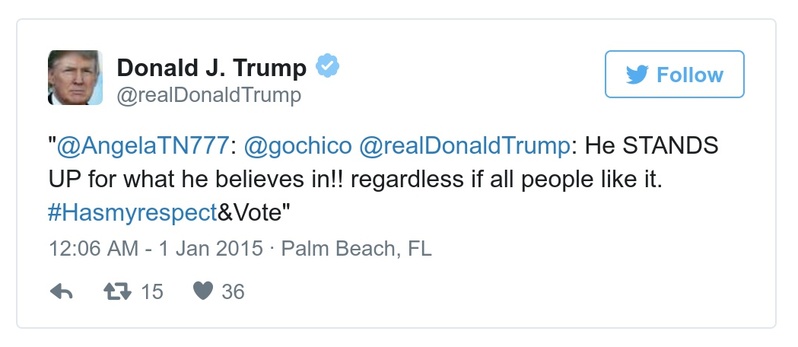 Donald J. Trump
@realDonaldTrump
Follow
"@AngelaTN777: @gochico @realDonaldTrump: He STANDS
UP for what he believes in!! regardless if all people like it.
#Hasmyrespect&Vote"
12:06 AM - 1 Jan 2015 · Palm Beach, FL
15 36